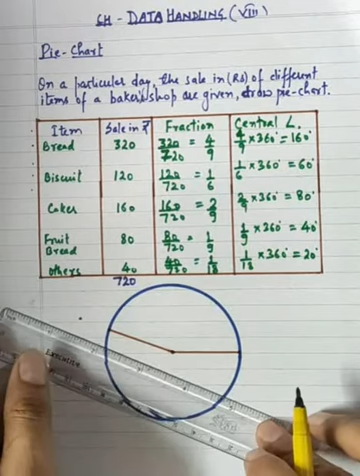 CH - DATA HANDLING (VIII)
Pie-Chart
On a particular day, the sale in (Rs) of different
items of a baker's shop are given, draw pie-chart.
Item Sale in ₹ Fraction Central ∠.
Bread 320 320/720 = 4/9 4/9 × 360° = 160°
Biscuit 120 120/720 = 1/6 1/6 × 360° = 60°
Cakes 160 160/720 = 2/9 2/9 × 360° = 80°
Fruit Bread 80 80/720 = 1/9 1/9 × 360° = 40°
Others 40 40/720 = 1/18 1/18 × 360° = 20°
720
Executive